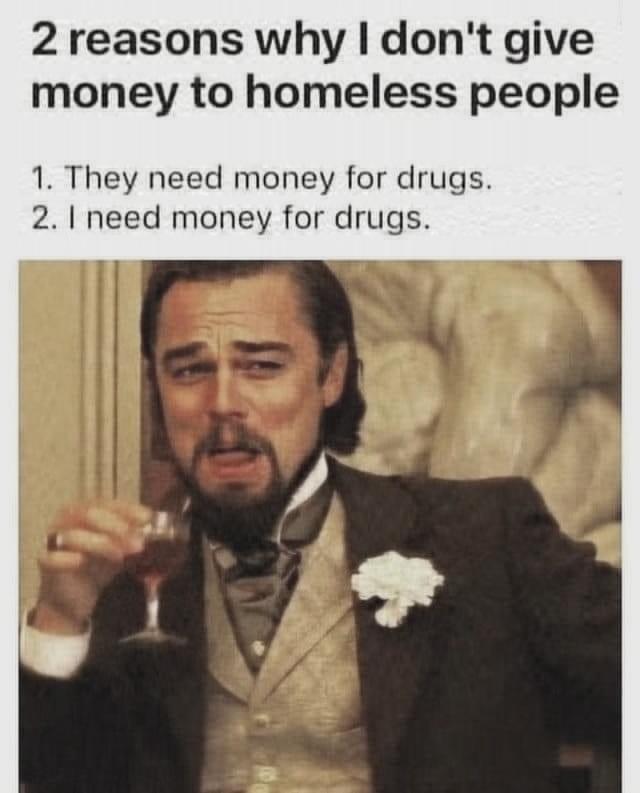 2 reasons why I don't give
money to homeless people
1. They need money for drugs.
2. I need money for drugs.